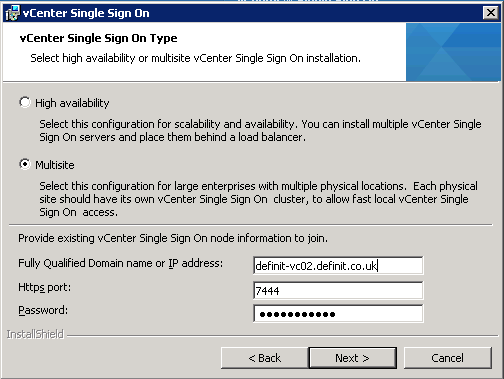 vCenter Single Sign On
vCenter Single Sign On Type
Select high availability or multisite vCenter Single Sign On installation.
High availability
Select this configuration for scalability and availability. You can install multiple vCenter Single
Sign On servers and place them behind a load balancer.
Multisite
Select this configuration for large enterprises with multiple physical locations. Each physical
site should have its own vCenter Single Sign On cluster, to allow fast local vCenter Single
Sign On access.
Provide existing vCenter Single Sign On node information to join.
Fully Qualified Domain name or IP address:
definit-vc02.definit.co.uk
Https port:
7444
Password:
●●●●●●●●●●●
InstallShield
< Back
Next >
Cancel